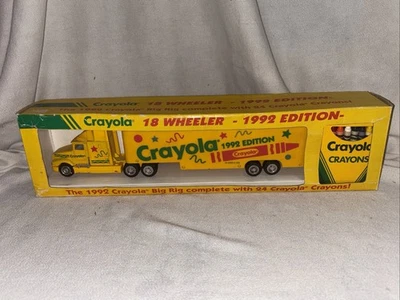 Crayola 18 WHEELER - 1992 EDITION-
Crayola 18 WHEELER - 1992 EDITION-
Crayola 1992 EDITION
Crayola
Crayola
CRAYONS
The 1992 Crayola Big Rig complete with 24 Crayola Crayons!